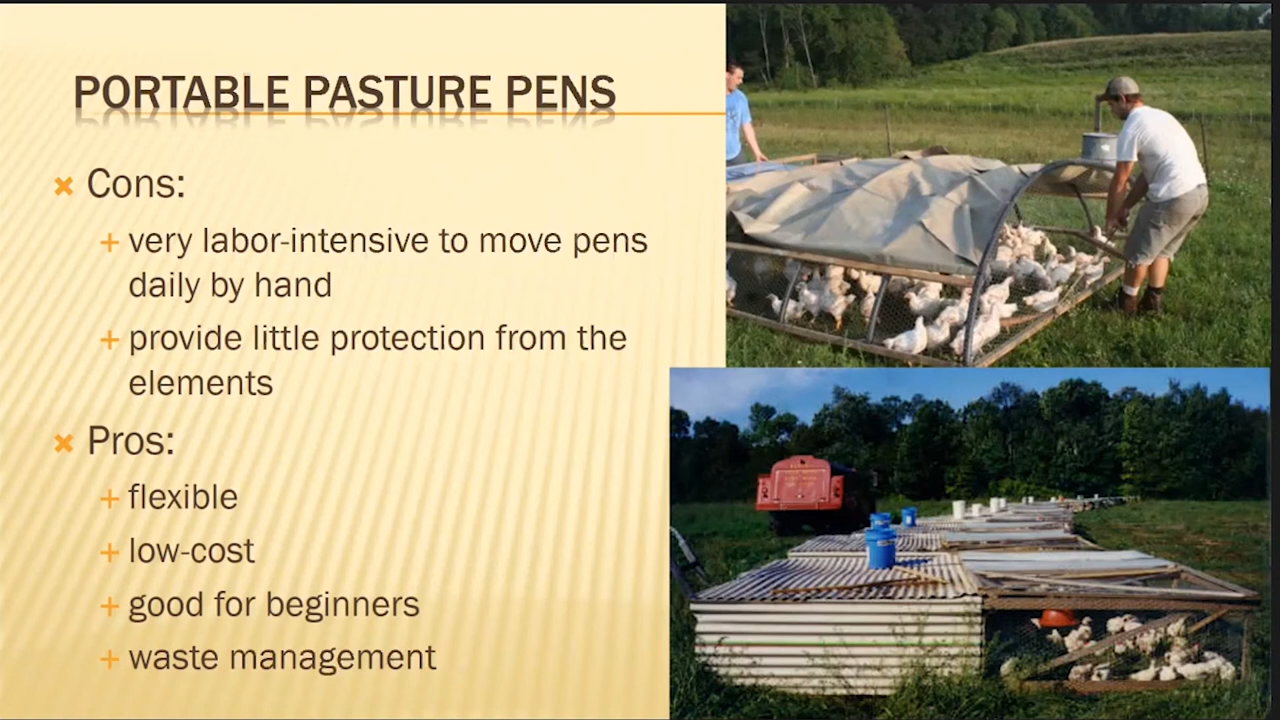 PORTABLE PASTURE PENS
Cons:
very labor-intensive to move pens
daily by hand
provide little protection from the
elements
Pros:
flexible
low-cost
good for beginners
waste management